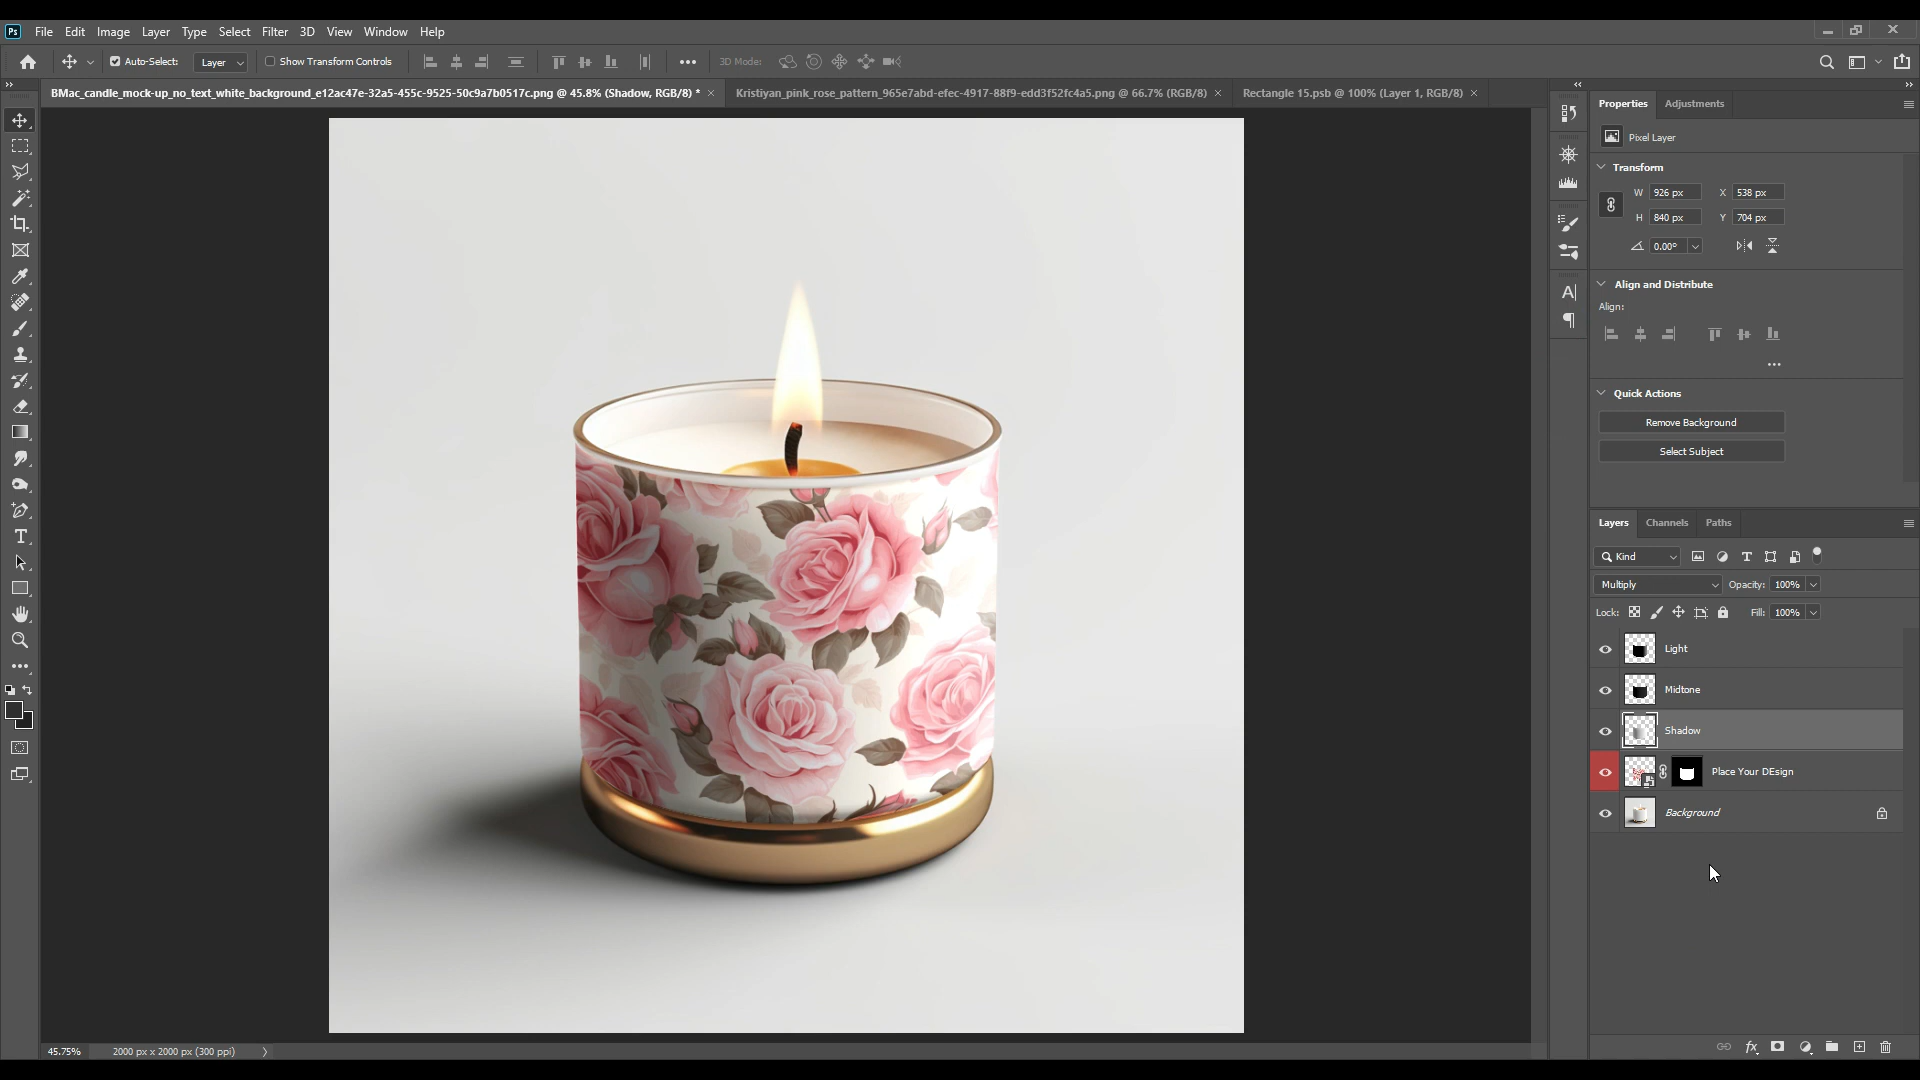 Ps File Edit Image Layer Type Select Filter 3D View Window Help
Auto-Select: Layer Show Transform Controls 3D Mode:
BMac_candle_mock-up_no_text_white_background_e12ac47e-32a5-455c-9525-50c9a7b0517c.png @ 45.8% (Shadow, RGB/8) * Kristiyan_pink_rose_pattern_965e7abd-efec-4917-88f9-edd3f52fc4a5.png @ 66.7% (RGB/8) Rectangle 15.psb @ 100% (Layer 1, RGB/8)
Properties Adjustments
Pixel Layer
Transform
W 926 px X 538 px
H 840 px Y 704 px
0.00°
Align and Distribute
Align:
Quick Actions
Remove Background
Select Subject
Layers Channels Paths
Kind
Multiply Opacity: 100%
Lock: Fill: 100%
Light
Midtone
Shadow
Place Your DEsign
Background
45.75% 2000 px x 2000 px (300 ppi)